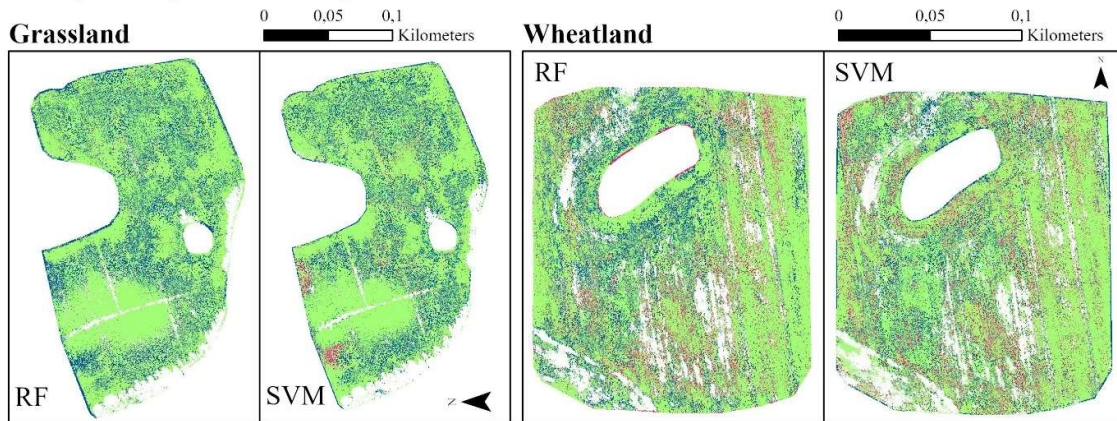 0 0,05 0,1
Grassland Kilometers
RF
SVM
N
0 0,05 0,1
Wheatland Kilometers
RF
SVM
N